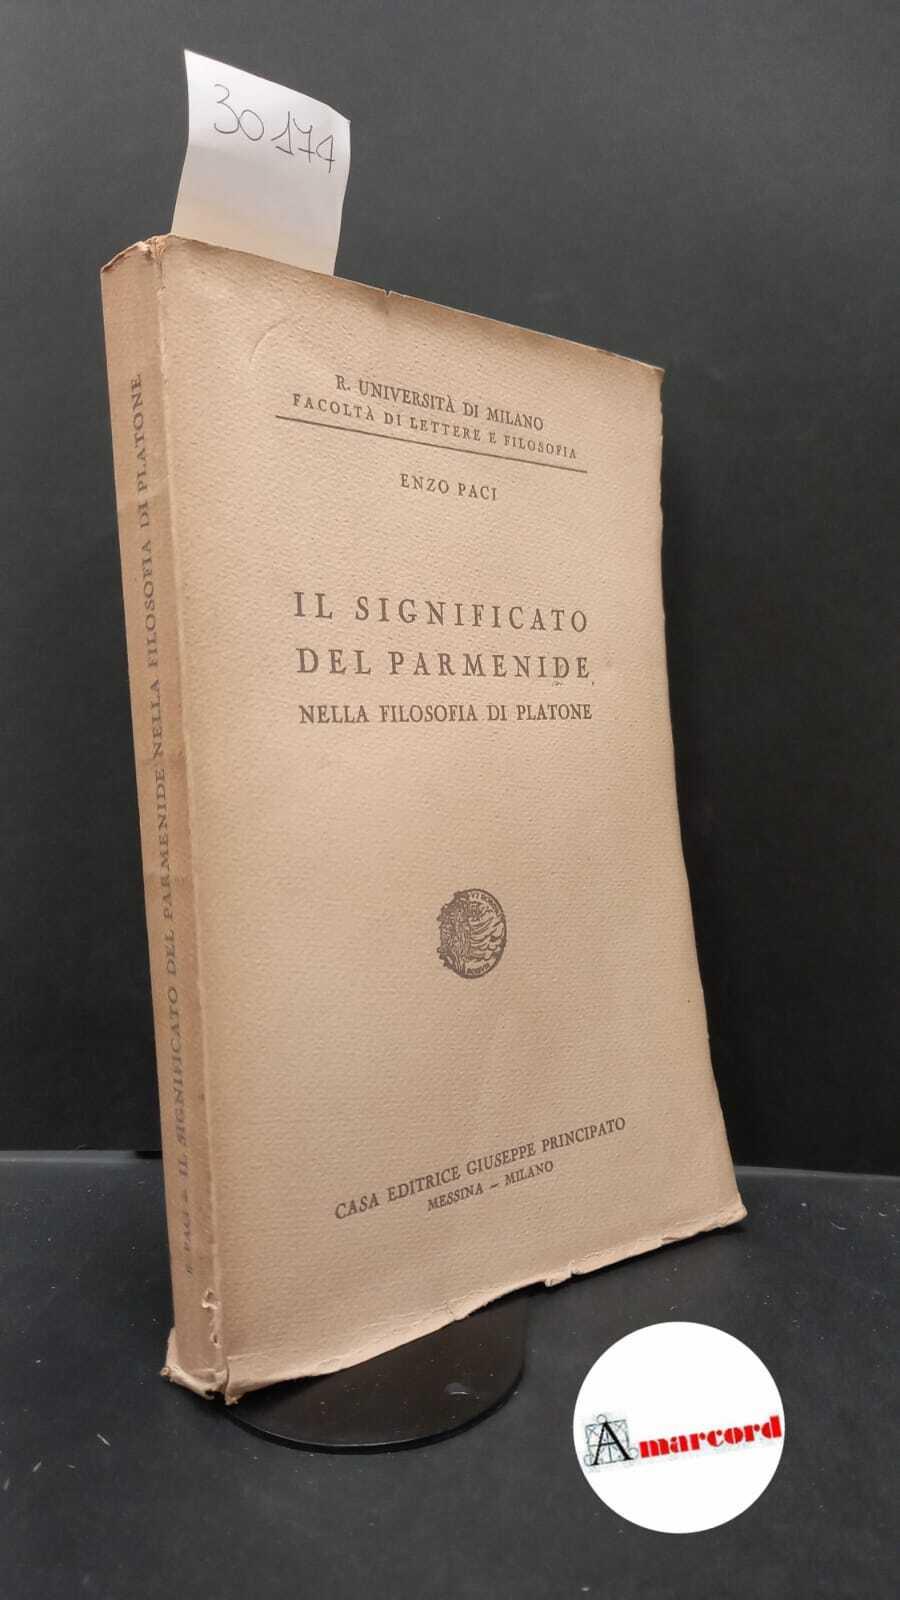 30174
R. UNIVERSITÀ DI MILANO
FACOLTÀ DI LETTERE E FILOSOFIA
ENZO PACI
IL SIGNIFICATO
DEL PARMENIDE
NELLA FILOSOFIA DI PLATONE
CASA EDITRICE GIUSEPPE PRINCIPATO
MESSINA – MILANO
E. PACI - IL SIGNIFICATO DEL PARMENIDE NELLA FILOSOFIA DI PLATONE
Amarcord